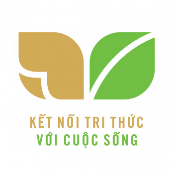 KẾT NỐI TRI THỨC
VỚI CUỘC SỐNG